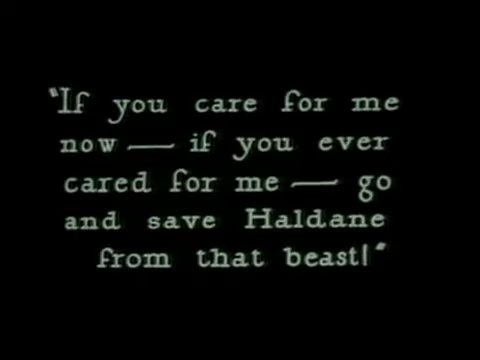 "If you care for me
now — if you ever
cared for me — go
and save Haldane
from that beast!"